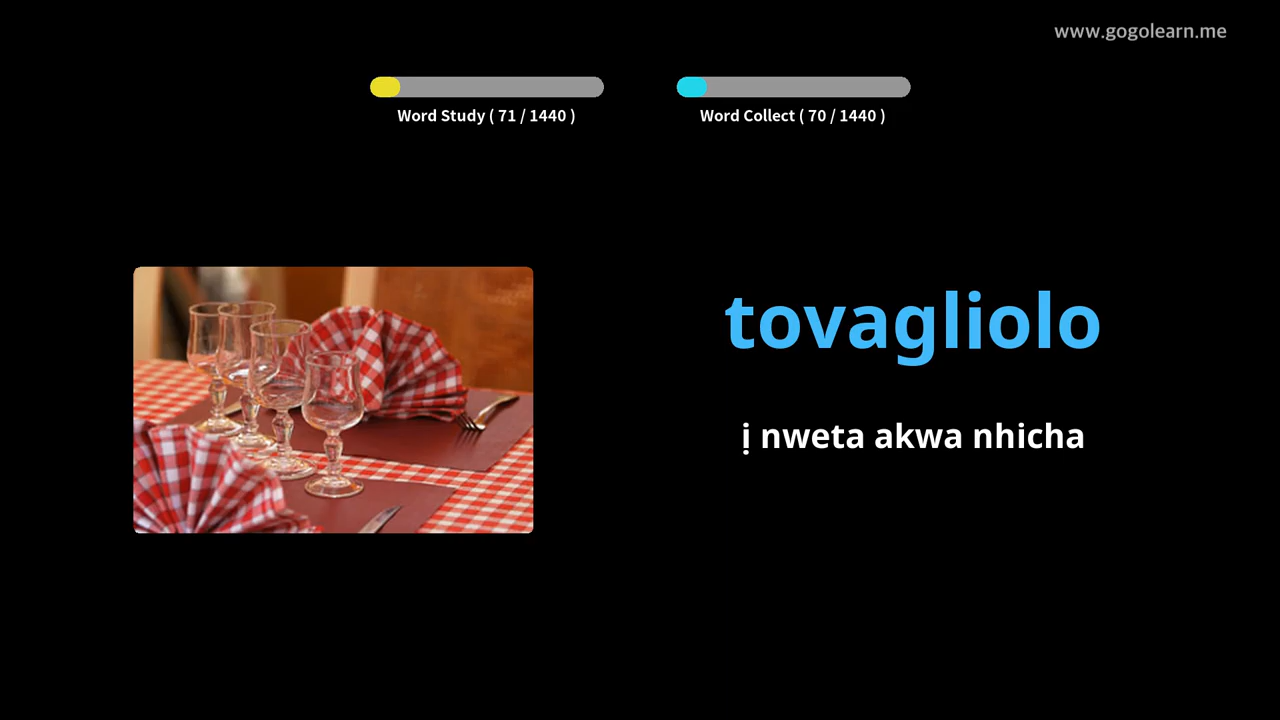 www.gogolearn.me
Word Study ( 71 / 1440 )
Word Collect ( 70 / 1440 )
tovagliolo
ị nweta akwa nhicha